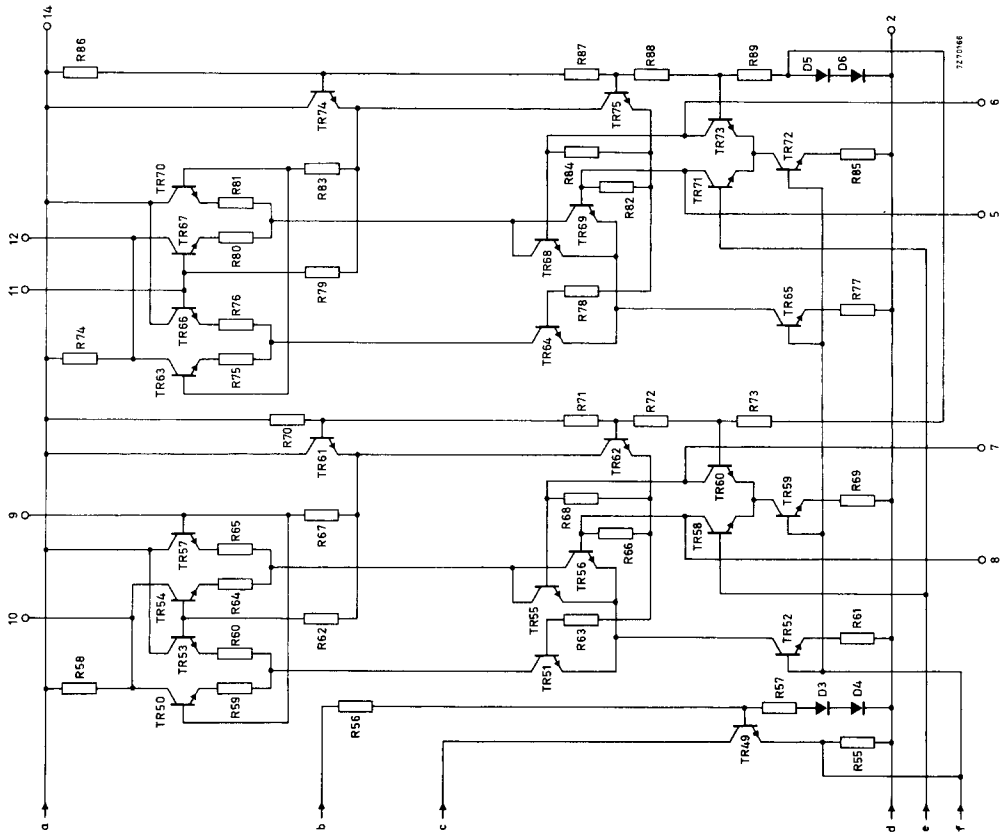 14
R86
R87
R88
R89
D5
D6
2
7Z70166
TR74
TR75
6
TR70
R81
R83
R84
TR73
TR72
R85
12
TR67
R80
R82
TR71
5
11
R79
TR69
TR68
R76
TR66
R78
TR65
R77
R74
R75
TR63
TR64
R70
R71
R72
R73
TR61
TR62
7
9
R65
R67
R68
TR60
TR59
R69
TR57
R64
R66
TR58
8
10
TR54
R62
TR56
TR55
R60
TR53
R63
TR52
R61
R58
R59
TR50
TR51
R56
R57
D3
D4
TR49
R55
a
b
c
d
e
f